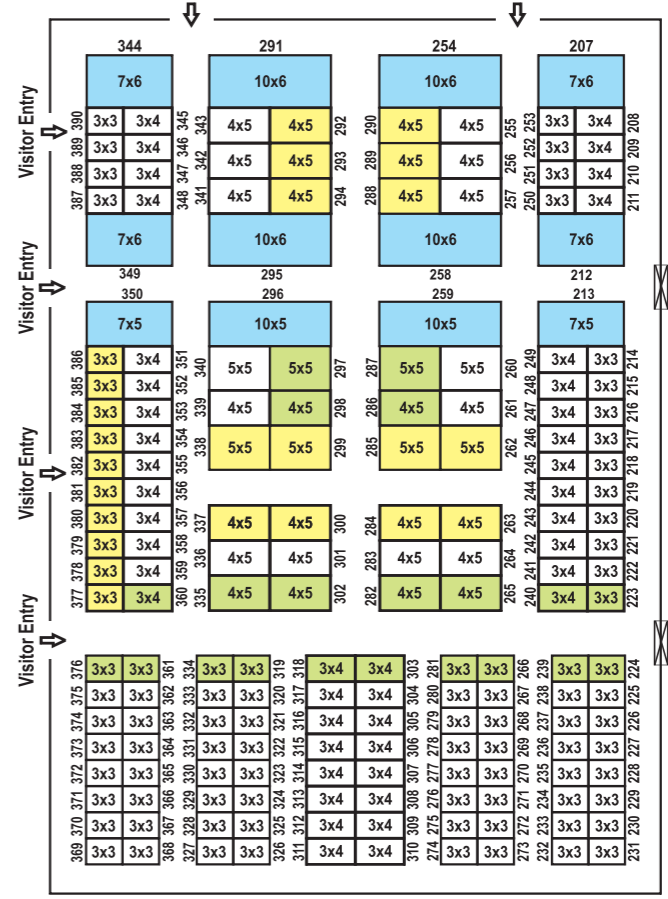 344 291 254 207
7x6 10x6 10x6 7x6
Visitor Entry
390 3x3 3x4 345 343 4x5 4x5 292 290 4x5 4x5 255 253 3x3 3x4 208
389 3x3 3x4 346 342 4x5 4x5 293 289 4x5 4x5 256 252 3x3 3x4 209
388 3x3 3x4 347 251 3x3 3x4 210
387 3x3 3x4 348 341 4x5 4x5 294 288 4x5 4x5 257 250 3x3 3x4 211
7x6 10x6 10x6 7x6
Visitor Entry
349 295 258 212
350 296 259 213
7x5 10x5 10x5 7x5
386 3x3 3x4 351 340 5x5 5x5 297 287 5x5 5x5 260 249 3x4 3x3 214
385 3x3 3x4 352 248 3x4 3x3 215
384 3x3 3x4 353 339 4x5 4x5 298 286 4x5 4x5 261 247 3x4 3x3 216
383 3x3 3x4 354 338 5x5 5x5 299 285 5x5 5x5 262 246 3x4 3x3 217
Visitor Entry
382 3x3 3x4 355 245 3x4 3x3 218
381 3x3 3x4 356 244 3x4 3x3 219
380 3x3 3x4 357 337 4x5 4x5 300 284 4x5 4x5 263 243 3x4 3x3 220
379 3x3 3x4 358 336 4x5 4x5 301 283 4x5 4x5 264 242 3x4 3x3 221
378 3x3 3x4 359 241 3x4 3x3 222
377 3x3 3x4 360 335 4x5 4x5 302 282 4x5 4x5 265 240 3x4 3x3 223
Visitor Entry
376 3x3 3x3 361 334 3x3 3x3 319 318 3x4 3x4 303 281 3x3 3x3 266 239 3x3 3x3 224
375 3x3 3x3 362 333 3x3 3x3 320 317 3x4 3x4 304 280 3x3 3x3 267 238 3x3 3x3 225
374 3x3 3x3 363 332 3x3 3x3 321 316 3x4 3x4 305 279 3x3 3x3 268 237 3x3 3x3 226
373 3x3 3x3 364 331 3x3 3x3 322 315 3x4 3x4 306 278 3x3 3x3 269 236 3x3 3x3 227
372 3x3 3x3 365 330 3x3 3x3 323 314 3x4 3x4 307 277 3x3 3x3 270 235 3x3 3x3 228
371 3x3 3x3 366 329 3x3 3x3 324 313 3x4 3x4 308 276 3x3 3x3 271 234 3x3 3x3 229
370 3x3 3x3 367 328 3x3 3x3 325 312 3x4 3x4 309 275 3x3 3x3 272 233 3x3 3x3 230
369 3x3 3x3 368 327 3x3 3x3 326 311 3x4 3x4 310 274 3x3 3x3 273 232 3x3 3x3 231